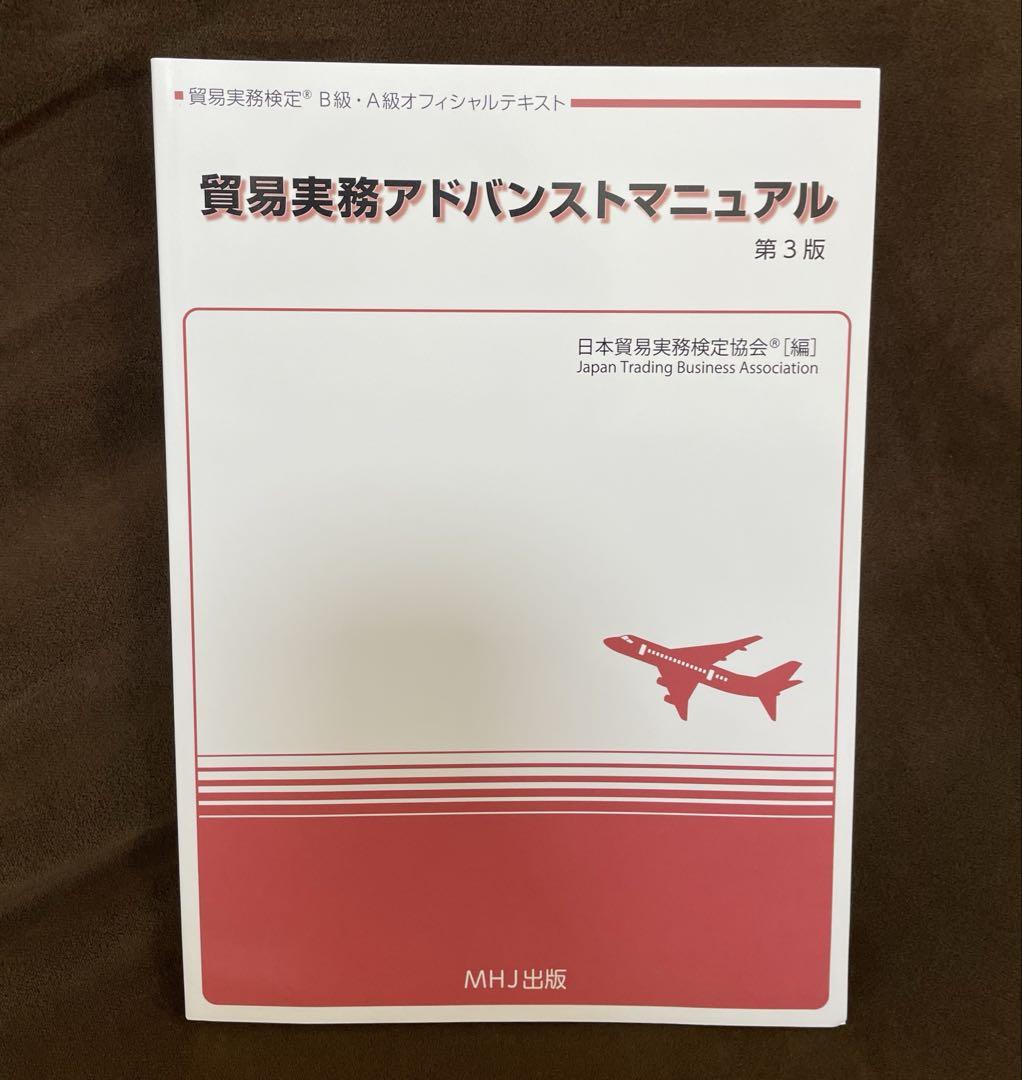 貿易実務検定® B級・A級オフィシャルテキスト
貿易実務アドバンストマニュアル
第3版
日本貿易実務検定協会®[編]
Japan Trading Business Association
MHJ出版